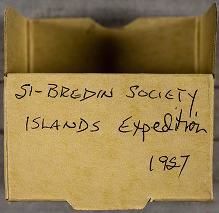 SI-BREDIN SOCIETY
ISLANDS Expedition
1957